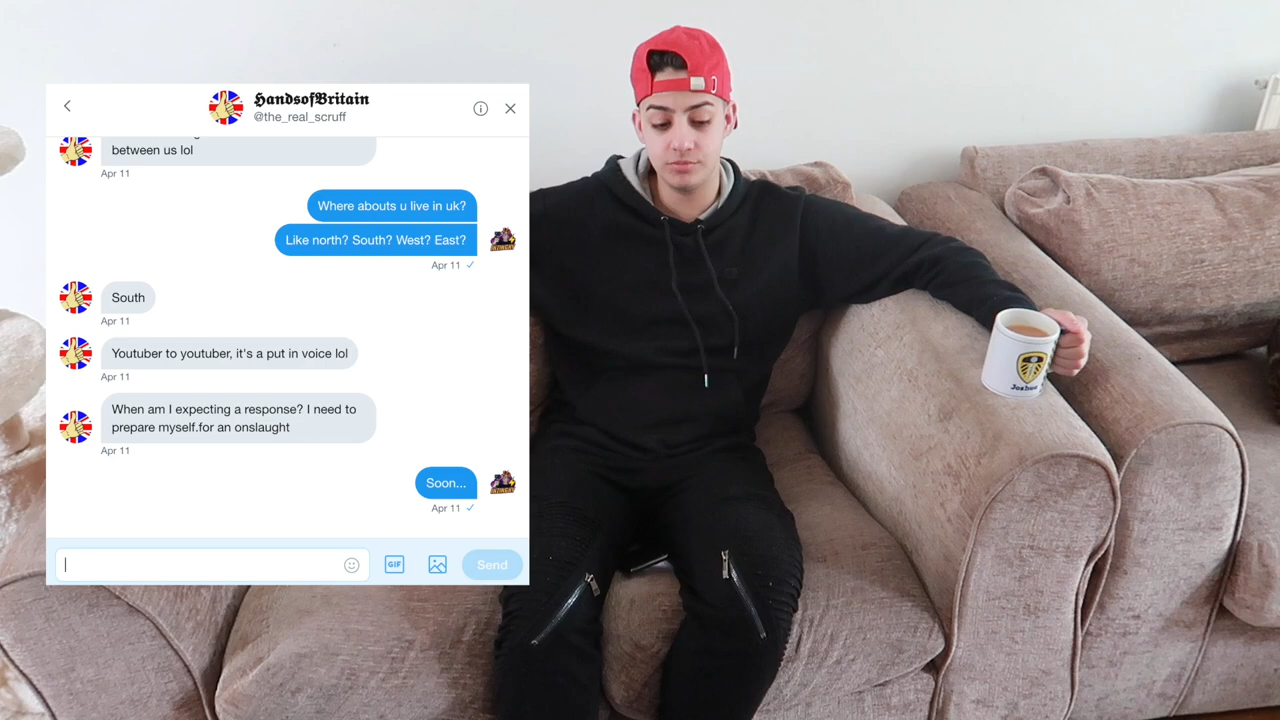 HandsofBritain
@the_real_scruff
between us lol
Apr 11
Where abouts u live in uk?
Like north? South? West? East?
Apr 11
South
Apr 11
Youtuber to youtuber, it's a put in voice lol
Apr 11
When am I expecting a response? I need to
prepare myself.for an onslaught
Apr 11
Soon...
Apr 11
GIF
Send